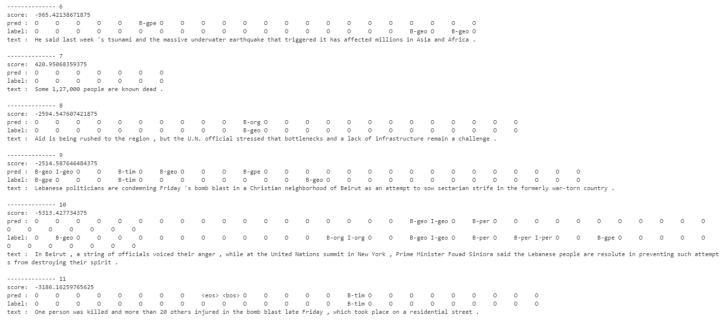 -------------- 6
score: -965.42138671875
pred : O O O O O B-gpe O O O O O O O O O O O O O O O O
label: O O O O O O O O O O O O O O O O O O B-geo O B-geo O
text : He said last week 's tsunami and the massive underwater earthquake that triggered it has affected millions in Asia and Africa .
-------------- 7
score: 420.95068359375
pred : O O O O O O O
label: O O O O O O O
text : Some 1,27,000 people are known dead .
-------------- 8
score: -2594.547607421875
pred : O O O O O O O O O O B-org O O O O O O O O O O O O O
label: O O O O O O O O O O B-geo O O O O O O O O O O O O O
text : Aid is being rushed to the region , but the U.N. official stressed that bottlenecks and a lack of infrastructure remain a challenge .
-------------- 9
score: -2514.587646484375
pred : B-geo I-geo O O B-tim O B-geo O O O B-gpe O O O O O O O O O O O O O O O O
label: B-gpe O O O B-tim O O O O O O O O B-geo O O O O O O O O O O O O O
text : Lebanese politicians are condemning Friday 's bomb blast in a Christian neighborhood of Beirut as an attempt to sow sectarian strife in the formerly war-torn country .
-------------- 10
score: -5313.427734375
pred : O O O O O O O O O O O O O O O O O O B-geo I-geo O B-per O O O O O O O O O O O
O O O O O O O
label: O B-geo O O O O O O O O O O O O B-org I-org O O B-geo I-geo O B-per O B-per I-per O O B-gpe O O O O O
O O O O O O O
text : In Beirut , a string of officials voiced their anger , while at the United Nations summit in New York , Prime Minister Fouad Siniora said the Lebanese people are resolute in preventing such attempt
s from destroying their spirit .
-------------- 11
score: -3186.16259765625
pred : O O O O O O O O <eos> <bos> O O O O O B-tim O O O O O O O O O
label: O O O O O O O O O O O O O O O B-tim O O O O O O O O O
text : One person was killed and more than 20 others injured in the bomb blast late Friday , which took place on a residential street .